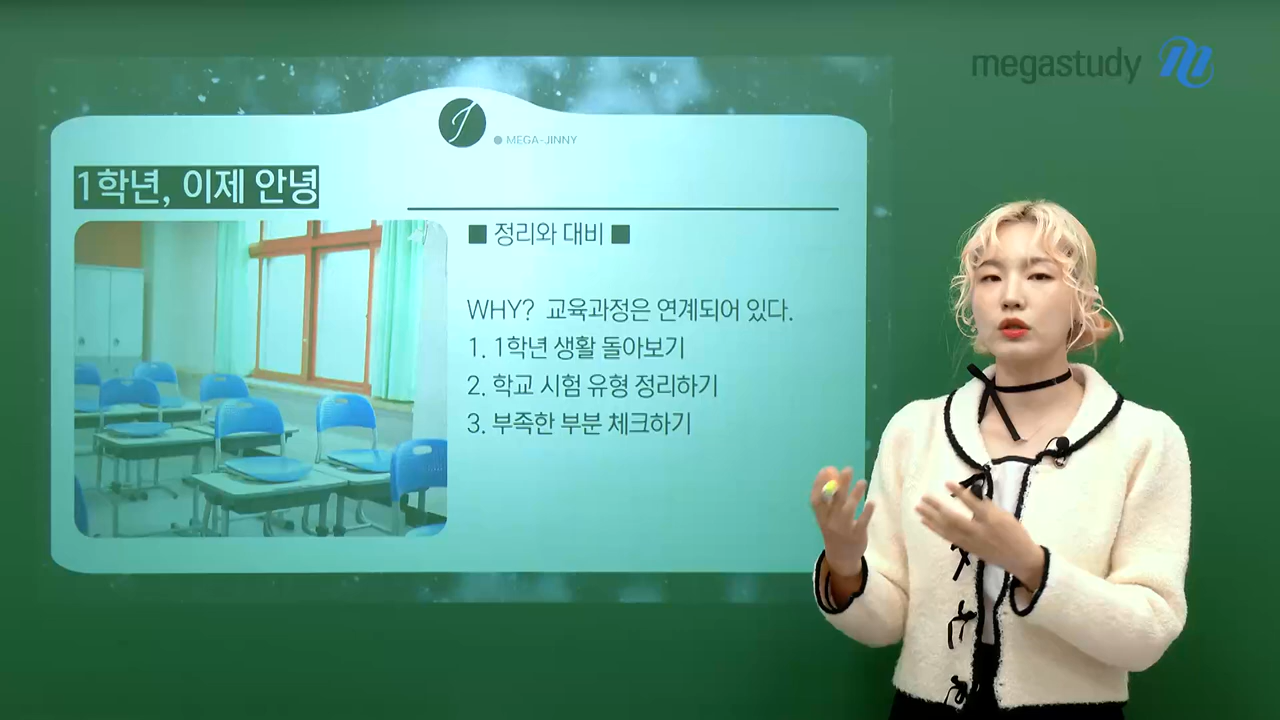 megastudy
J
MEGA-JINNY
1학년, 이제 안녕
■ 정리와 대비 ■
WHY? 교육과정은 연계되어 있다.
1. 1학년 생활 돌아보기
2. 학교 시험 유형 정리하기
3. 부족한 부분 체크하기